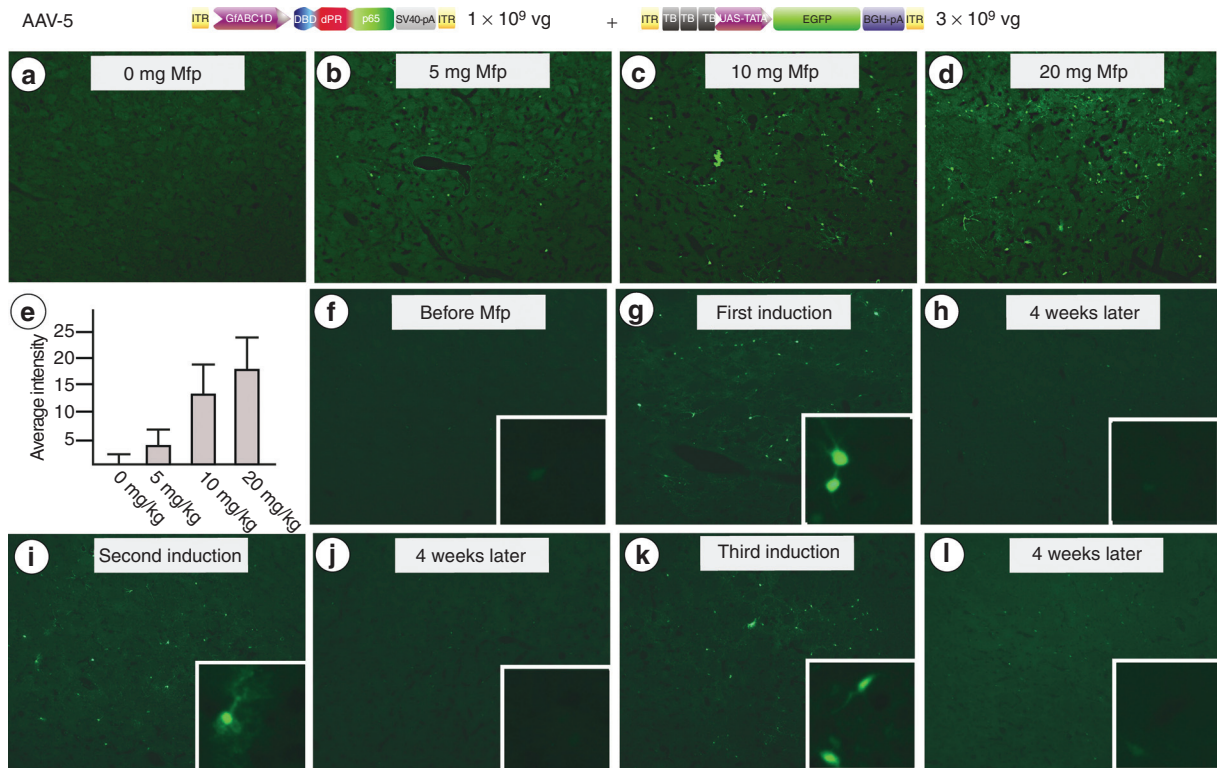 AAV-5 ITR GfABC1D DBD dPR p65 SV40-pA ITR 1 × 10⁹ vg + ITR TB TB TB UAS-TATA EGFP BGH-pA ITR 3 × 10⁹ vg
a 0 mg Mfp b 5 mg Mfp c 10 mg Mfp d 20 mg Mfp
e
Average intensity
25
20
15
10
5
0 mg/kg 5 mg/kg 10 mg/kg 20 mg/kg
f Before Mfp g First induction h 4 weeks later
i Second induction j 4 weeks later k Third induction l 4 weeks later